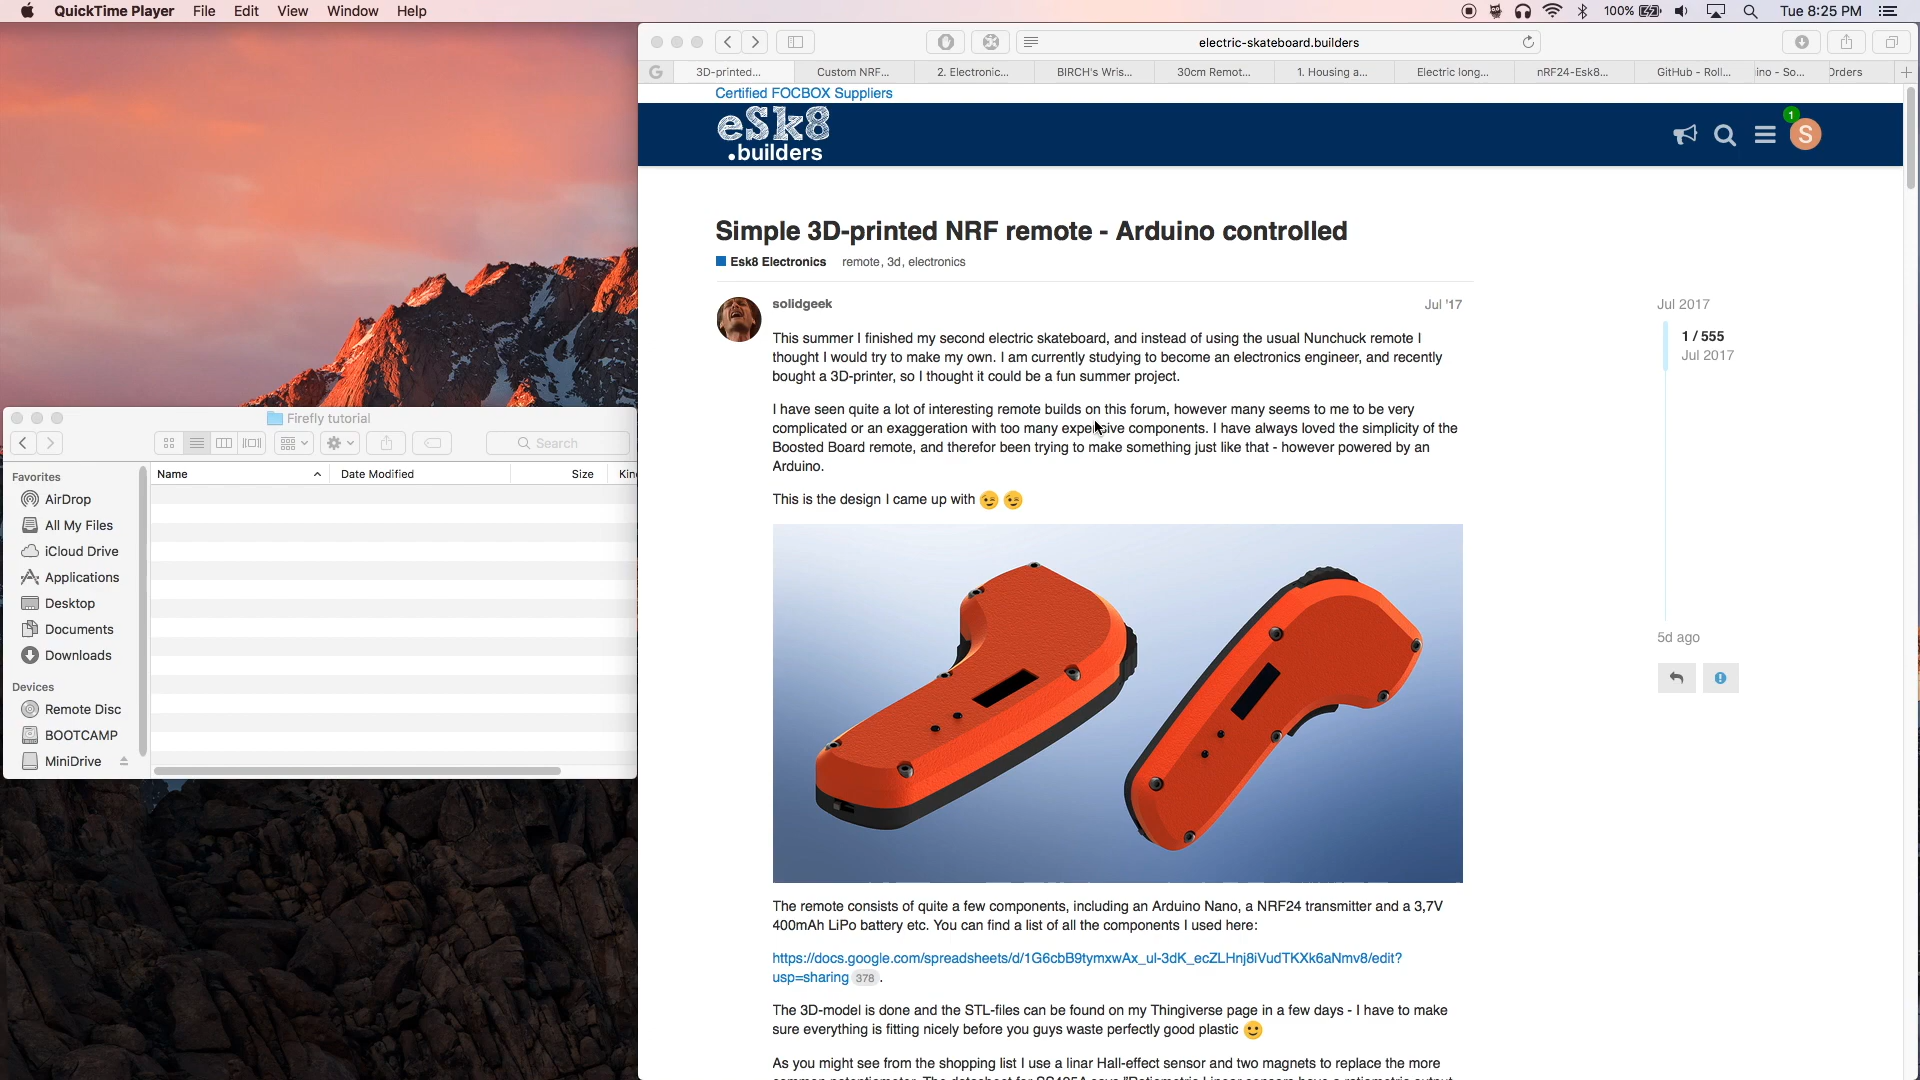 QuickTime Player File Edit View Window Help
100% Tue 8:25 PM
electric-skateboard.builders
3D-printed... Custom NRF... 2. Electronic... BIRCH's Wris... 30cm Remot... 1. Housing a... Electric long... nRF24-Esk8... GitHub - Roll... ino - So... Orders
Certified FOCBOX Suppliers
eSk8
.builders
1
S
Simple 3D-printed NRF remote - Arduino controlled
Esk8 Electronics remote, 3d, electronics
solidgeek Jul '17
This summer I finished my second electric skateboard, and instead of using the usual Nunchuck remote I
thought I would try to make my own. I am currently studying to become an electronics engineer, and recently
bought a 3D-printer, so I thought it could be a fun summer project.
I have seen quite a lot of interesting remote builds on this forum, however many seems to me to be very
complicated or an exaggeration with too many expensive components. I have always loved the simplicity of the
Boosted Board remote, and therefor been trying to make something just like that - however powered by an
Arduino.
This is the design I came up with
The remote consists of quite a few components, including an Arduino Nano, a NRF24 transmitter and a 3,7V
400mAh LiPo battery etc. You can find a list of all the components I used here:
https://docs.google.com/spreadsheets/d/1G6cbB9tymxwAx_ul-3dK_ecZLHnj8iVudTKXk6aNmv8/edit?
usp=sharing 378 .
The 3D-model is done and the STL-files can be found on my Thingiverse page in a few days - I have to make
sure everything is fitting nicely before you guys waste perfectly good plastic
As you might see from the shopping list I use a linar Hall-effect sensor and two magnets to replace the more
Jul 2017
1 / 555
Jul 2017
5d ago
Firefly tutorial
Search
Name Date Modified Size Kin
Favorites
AirDrop
All My Files
iCloud Drive
Applications
Desktop
Documents
Downloads
Devices
Remote Disc
BOOTCAMP
MiniDrive